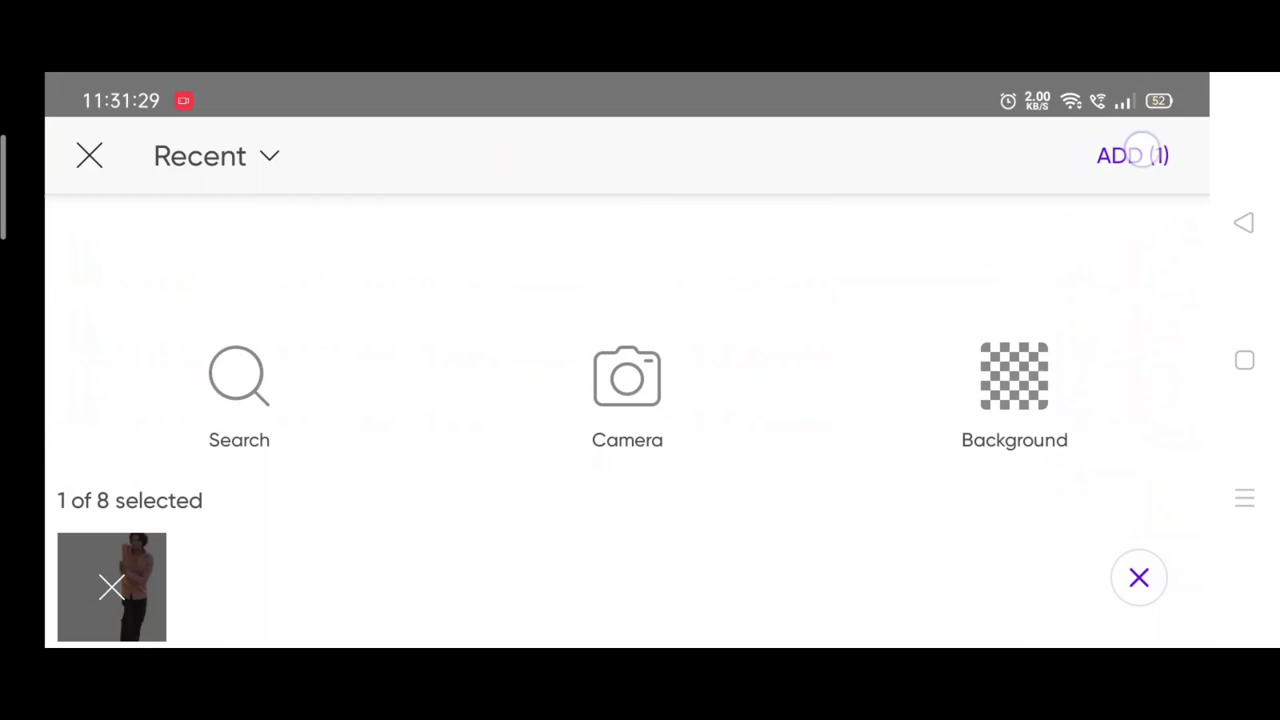 11:31:29
2.00
KB/S
52
Recent
ADD (1)
Search
Camera
Background
1 of 8 selected